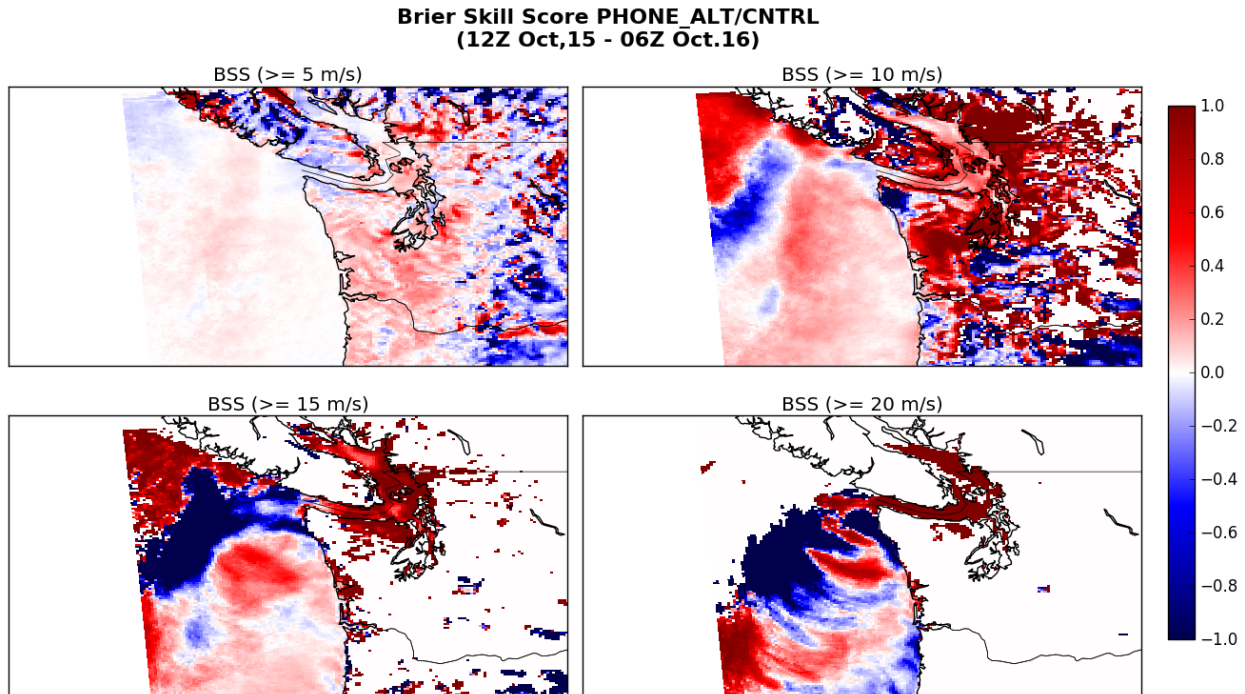 Brier Skill Score PHONE_ALT/CNTRL
(12Z Oct,15 - 06Z Oct.16)
BSS (>= 5 m/s)
BSS (>= 10 m/s)
1.0
0.8
0.6
0.4
0.2
0.0
−0.2
−0.4
−0.6
−0.8
−1.0
BSS (>= 15 m/s)
BSS (>= 20 m/s)